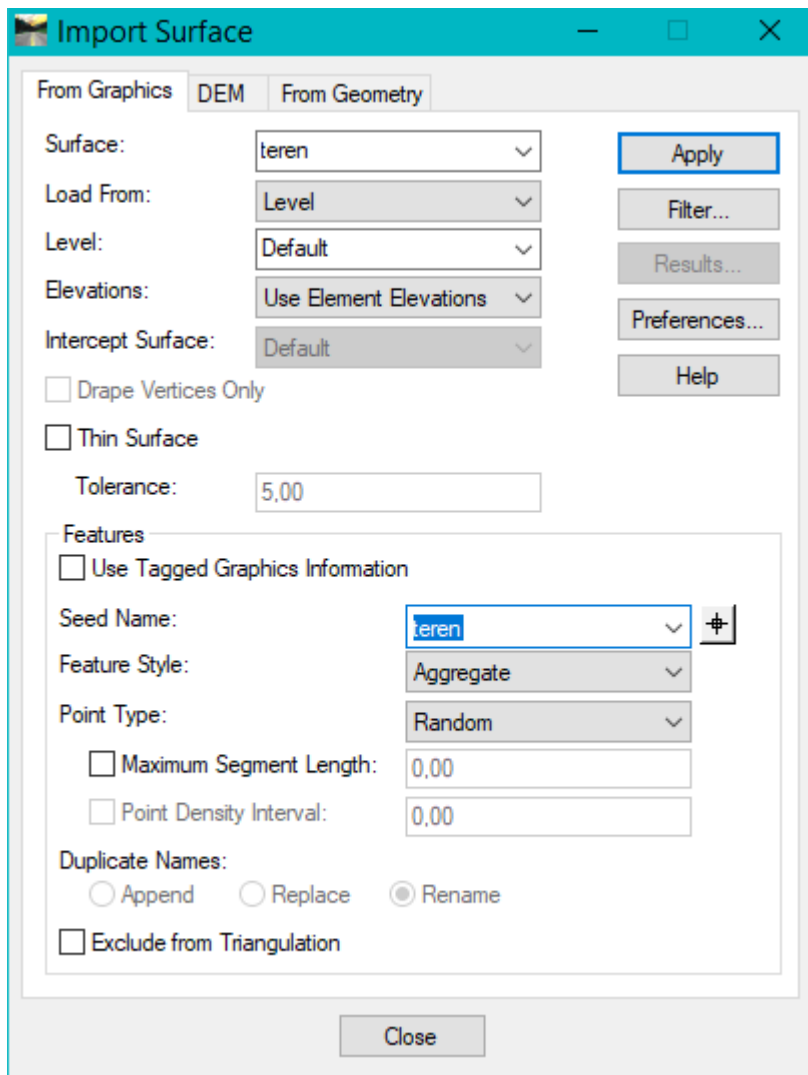 Import Surface
From Graphics DEM From Geometry
Surface: teren Apply
Load From: Level Filter...
Level: Default Results...
Elevations: Use Element Elevations Preferences...
Intercept Surface: Default Help
Drape Vertices Only
Thin Surface
Tolerance: 5,00
Features
Use Tagged Graphics Information
Seed Name: teren
Feature Style: Aggregate
Point Type: Random
Maximum Segment Length: 0,00
Point Density Interval: 0,00
Duplicate Names:
Append Replace Rename
Exclude from Triangulation
Close